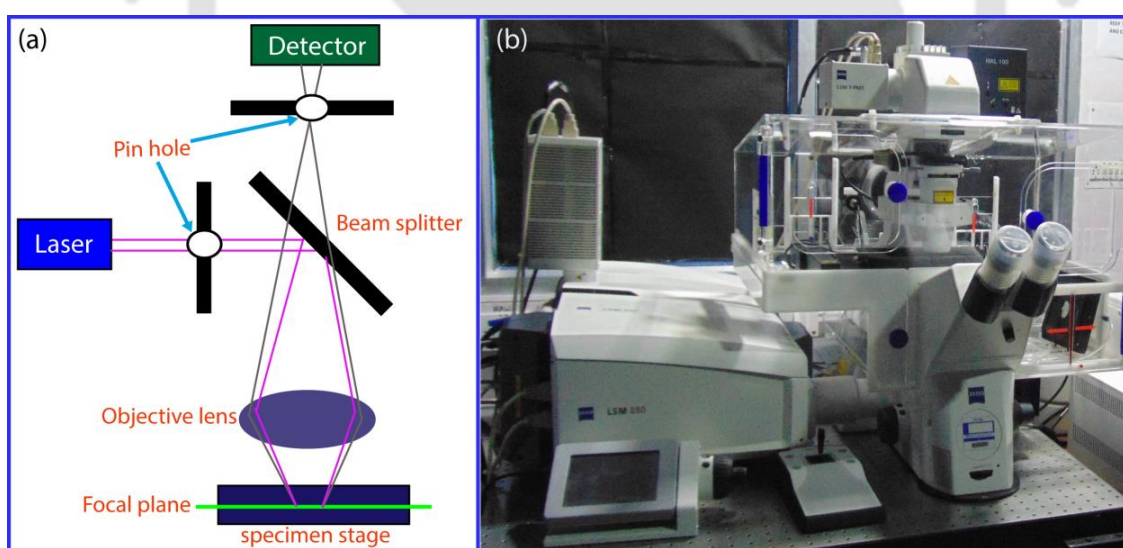 (a)
Detector
Pin hole
Laser
Beam splitter
Objective lens
Focal plane
specimen stage
(b)
ZEISS
LSM T-PMT
HAL 100
ZEISS
LSM 880
ZEISS